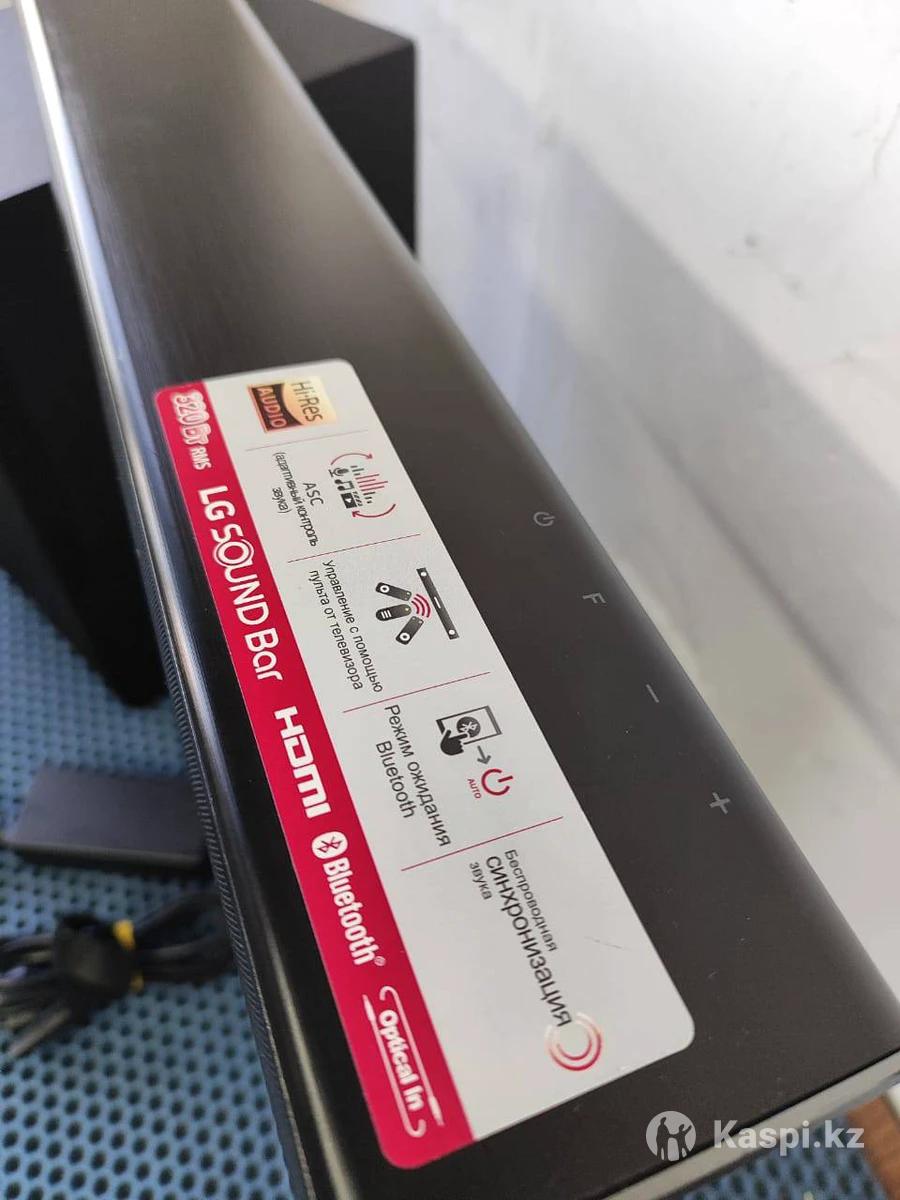 320 Вт RMS LG SOUND Bar HDMI Bluetooth® Optical In
Hi-Res
AUDIO
ASC
(адаптивный контроль
звука)
Управление с помощью
пульта от телевизора
AUTO
Режим ожидания
Bluetooth
Беспроводная
синхронизация
звука
F
-
+
Kaspi.kz